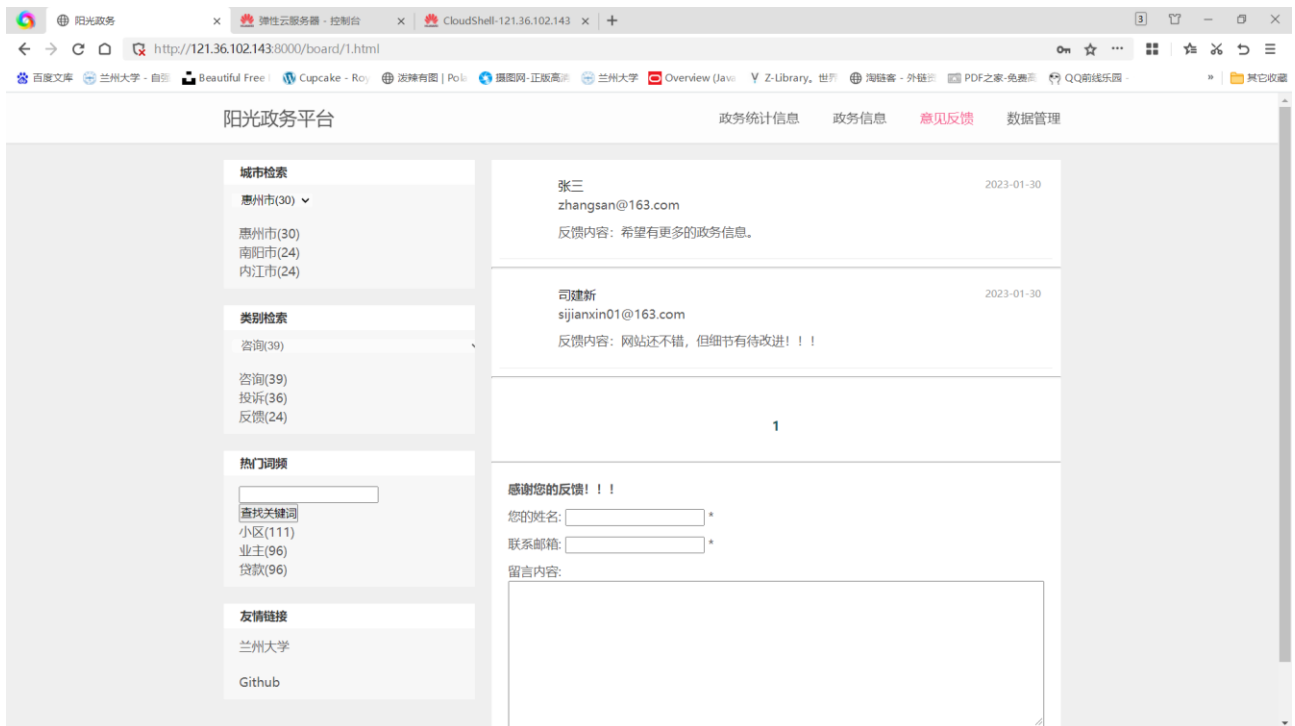 阳光政务
弹性云服务器 - 控制台
CloudShell-121.36.102.143
3
http://121.36.102.143:8000/board/1.html
百度文库
兰州大学 - 自
Beautiful Free
Cupcake - Roy
泼辣有图 | Pola
摄图网-正版高
兰州大学
Overview (Java
Z-Library。世界
淘链客 - 外链
PDF之家-免费高
QQ前线乐园 -
其它收藏
阳光政务平台
政务统计信息
政务信息
意见反馈
数据管理
城市检索
惠州市(30)
惠州市(30)
南阳市(24)
内江市(24)
类别检索
咨询(39)
咨询(39)
投诉(36)
反馈(24)
热门词频
查找关键词
小区(111)
业主(96)
贷款(96)
友情链接
兰州大学
Github
张三
2023-01-30
zhangsan@163.com
反馈内容：希望有更多的政务信息。
司建新
2023-01-30
sijianxin01@163.com
反馈内容：网站还不错，但细节有待改进！！！
1
感谢您的反馈！！！
您的姓名: *
联系邮箱: *
留言内容: